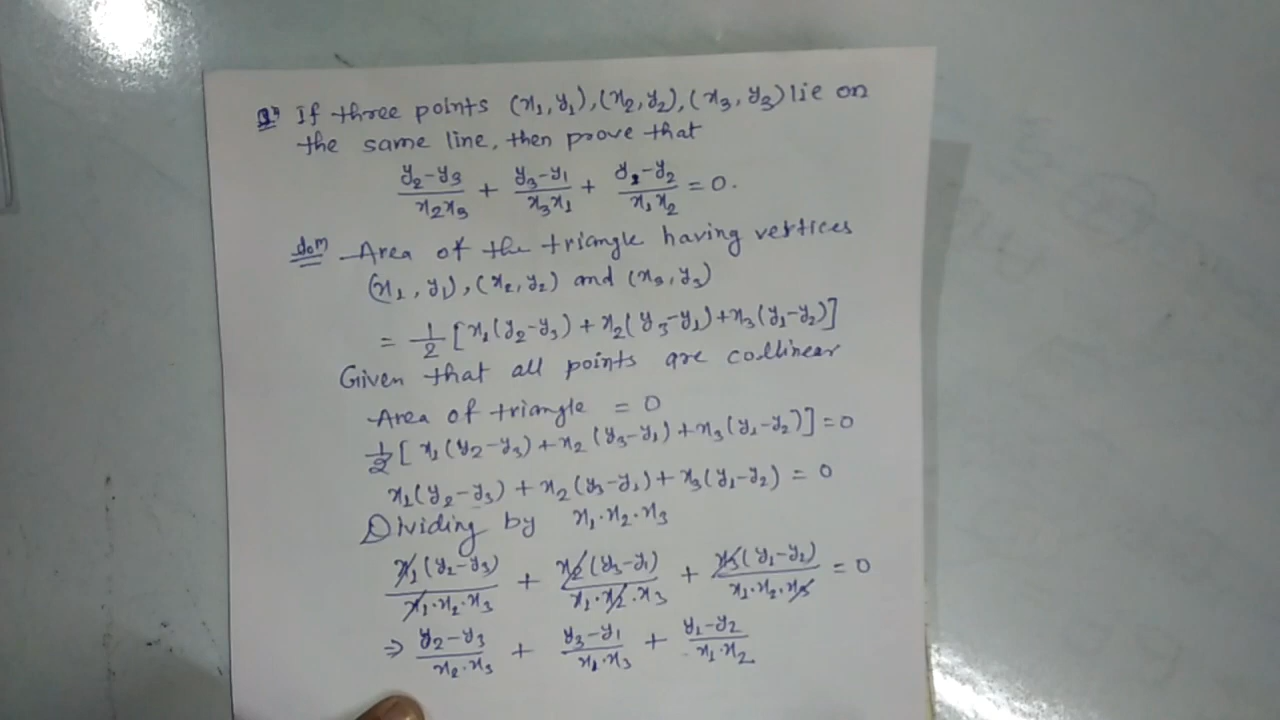 Q. If three points (x₁, y₁), (x₂, y₂), (x₃, y₃) lie on
the same line, then prove that
(y₂-y₃)/(x₂x₃) + (y₃-y₁)/(x₃x₁) + (y₁-y₂)/(x₁x₂) = 0.
Solⁿ Area of the triangle having vertices
(x₁, y₁), (x₂, y₂) and (x₃, y₃)
= 1/2 [x₁(y₂-y₃) + x₂(y₃-y₁) + x₃(y₁-y₂)]
Given that all points are collinear
Area of triangle = 0
1/2 [x₁(y₂-y₃) + x₂(y₃-y₁) + x₃(y₁-y₂)] = 0
x₁(y₂-y₃) + x₂(y₃-y₁) + x₃(y₁-y₂) = 0
Dividing by x₁·x₂·x₃
x₁(y₂-y₃)/(x₁·x₂·x₃) + x₂(y₃-y₁)/(x₁·x₂·x₃) + x₃(y₁-y₂)/(x₁·x₂·x₃) = 0
⇒ (y₂-y₃)/(x₂·x₃) + (y₃-y₁)/(x₁·x₃) + (y₁-y₂)/(x₁·x₂)